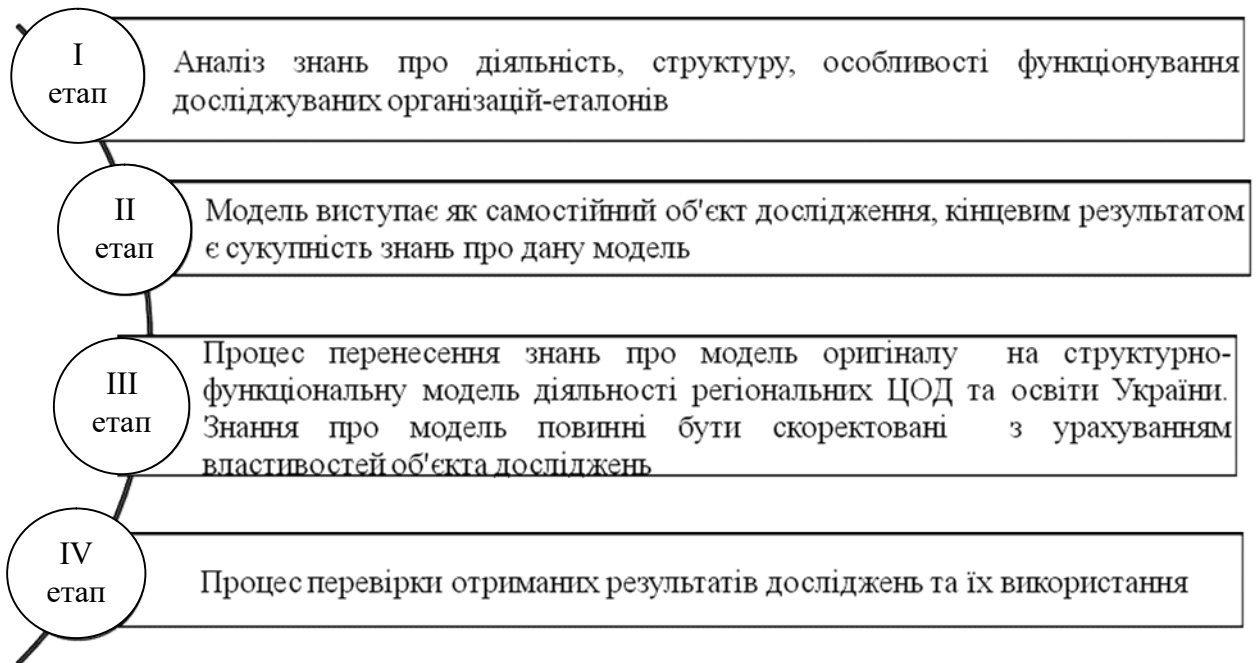 I
етап
Аналіз знань про діяльність, структуру, особливості функціонування
досліджуваних організацій-еталонів
II
етап
Модель виступає як самостійний об'єкт дослідження, кінцевим результатом
є сукупність знань про дану модель
III
етап
Процес перенесення знань про модель оригіналу на структурно-
функціональну модель діяльності регіональних ЦОД та освіти України.
Знання про модель повинні бути скоректовані з урахуванням
властивостей об'єкта досліджень
IV
етап
Процес перевірки отриманих результатів досліджень та їх використання